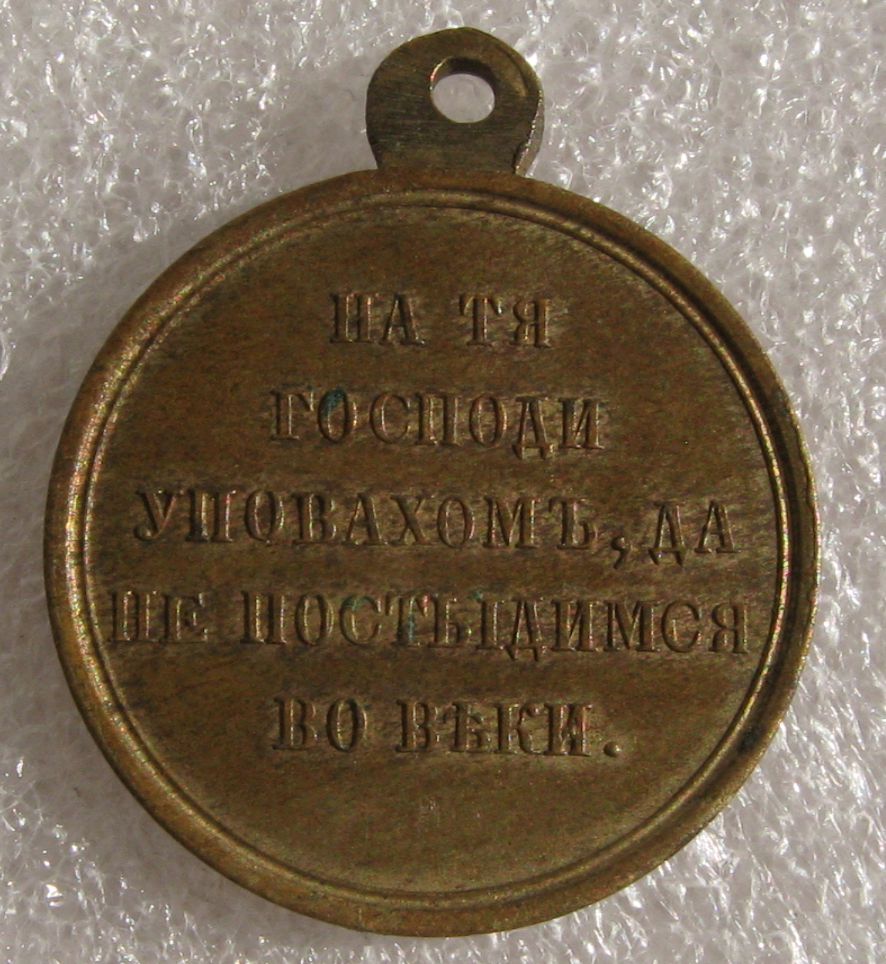 НА ТЯ
ГОСПОДИ
УПОВАХОМЪ, ДА
НЕ ПОСТЫДИМСЯ
ВО ВѢКИ.